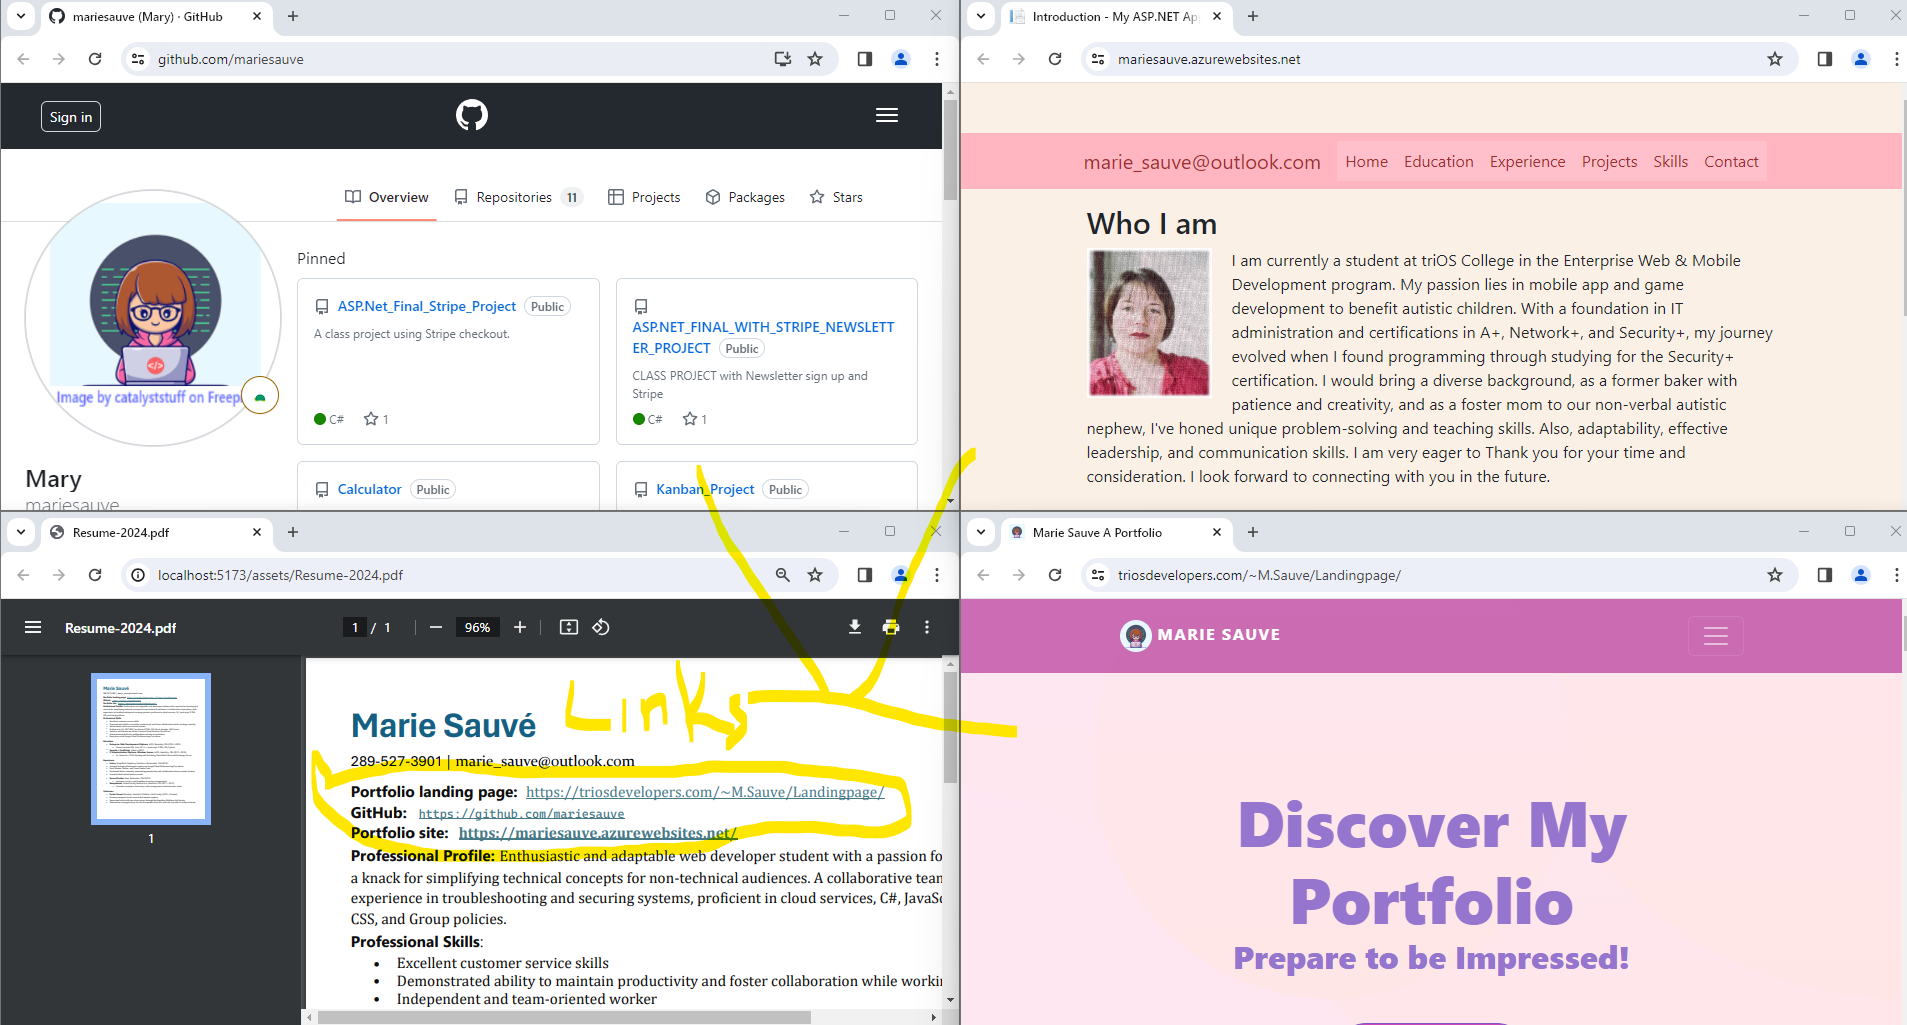 mariesauve (Mary) · GitHub
github.com/mariesauve
Sign in
Overview
Repositories 11
Projects
Packages
Stars
Image by catalyststuff on Freep
Mary
mariesauve
Pinned
ASP.Net_Final_Stripe_Project Public
A class project using Stripe checkout.
C# 1
ASP.NET_FINAL_WITH_STRIPE_NEWSLETT
ER_PROJECT Public
CLASS PROJECT with Newsletter sign up and
Stripe
C# 1
Calculator Public
Kanban_Project Public
Introduction - My ASP.NET Ap
mariesauve.azurewebsites.net
marie_sauve@outlook.com Home Education Experience Projects Skills Contact
Who I am
I am currently a student at triOS College in the Enterprise Web & Mobile
Development program. My passion lies in mobile app and game
development to benefit autistic children. With a foundation in IT
administration and certifications in A+, Network+, and Security+, my journey
evolved when I found programming through studying for the Security+
certification. I would bring a diverse background, as a former baker with
patience and creativity, and as a foster mom to our non-verbal autistic
nephew, I've honed unique problem-solving and teaching skills. Also, adaptability, effective
leadership, and communication skills. I am very eager to Thank you for your time and
consideration. I look forward to connecting with you in the future.
Resume-2024.pdf
localhost:5173/assets/Resume-2024.pdf
Resume-2024.pdf
1 / 1
96%
1
Links
Marie Sauvé
289-527-3901 | marie_sauve@outlook.com
Portfolio landing page: https://triosdevelopers.com/~M.Sauve/Landingpage/
GitHub: https://github.com/mariesauve
Portfolio site: https://mariesauve.azurewebsites.net/
Professional Profile: Enthusiastic and adaptable web developer student with a passion fo
a knack for simplifying technical concepts for non-technical audiences. A collaborative team
experience in troubleshooting and securing systems, proficient in cloud services, C#, JavaSc
CSS, and Group policies.
Professional Skills:
• Excellent customer service skills
• Demonstrated ability to maintain productivity and foster collaboration while worki
• Independent and team-oriented worker
Marie Sauve A Portfolio
triosdevelopers.com/~M.Sauve/Landingpage/
MARIE SAUVE
Discover My
Portfolio
Prepare to be Impressed!